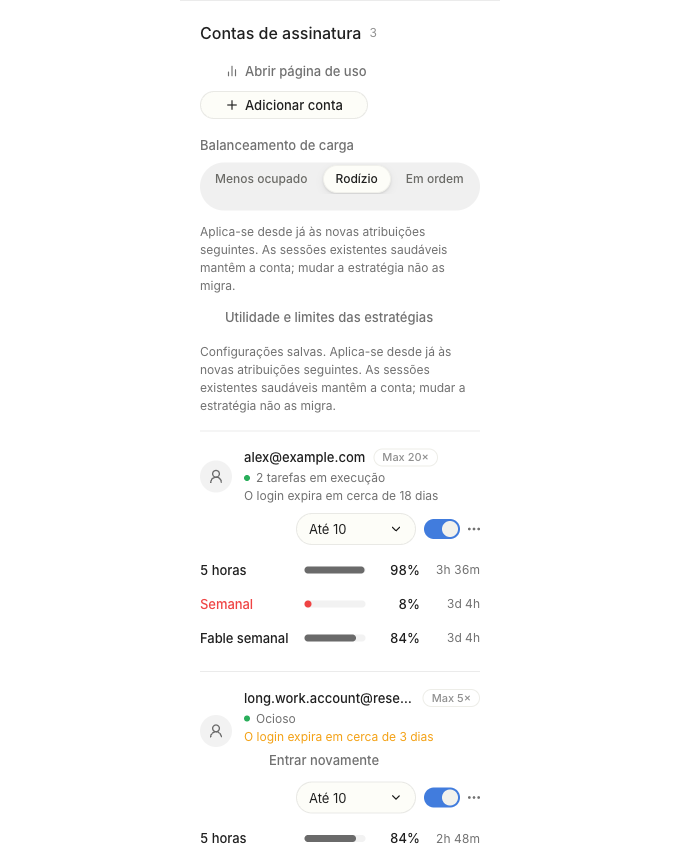 Contas de assinatura 3
Abrir página de uso
+ Adicionar conta
Balanceamento de carga
Menos ocupado Rodízio Em ordem
Aplica-se desde já às novas atribuições
seguintes. As sessões existentes saudáveis
mantêm a conta; mudar a estratégia não as
migra.
Utilidade e limites das estratégias
Configurações salvas. Aplica-se desde já às
novas atribuições seguintes. As sessões
existentes saudáveis mantêm a conta; mudar a
estratégia não as migra.
alex@example.com Max 20×
2 tarefas em execução
O login expira em cerca de 18 dias
Até 10
5 horas 98% 3h 36m
Semanal 8% 3d 4h
Fable semanal 84% 3d 4h
long.work.account@rese... Max 5×
Ocioso
O login expira em cerca de 3 dias
Entrar novamente
Até 10
5 horas 84% 2h 48m